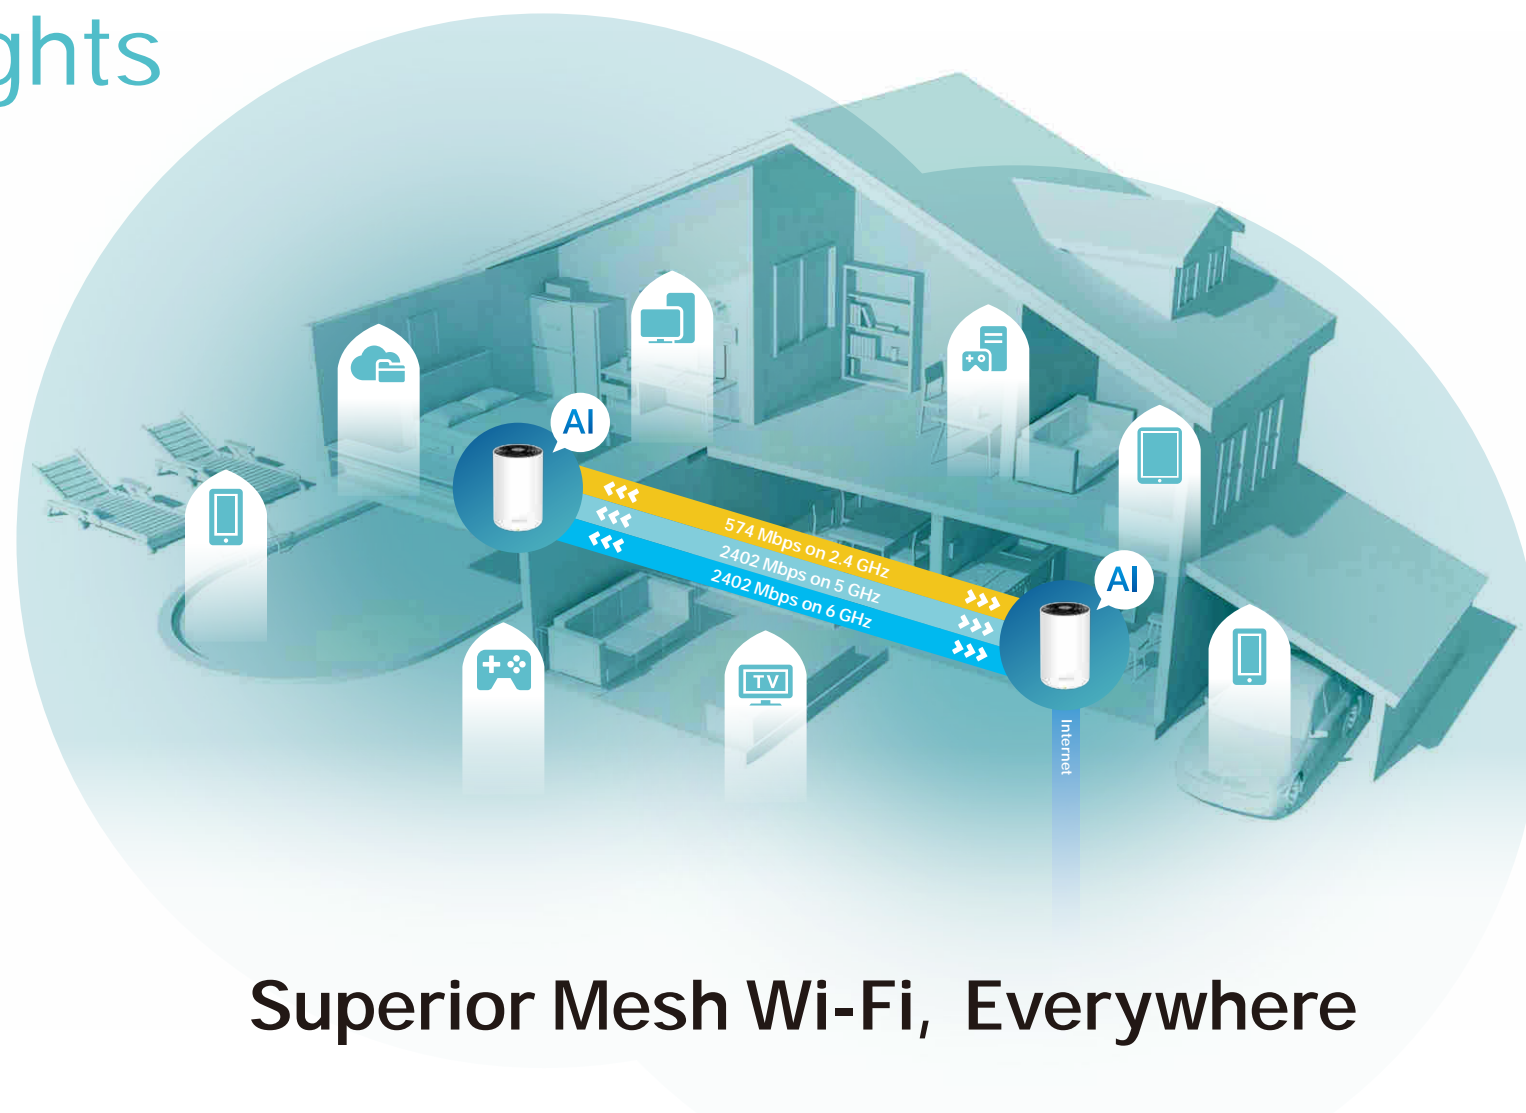 ghts
AI
574 Mbps on 2.4 GHz
2402 Mbps on 5 GHz
2402 Mbps on 6 GHz
AI
TV
Internet
Superior Mesh Wi-Fi, Everywhere